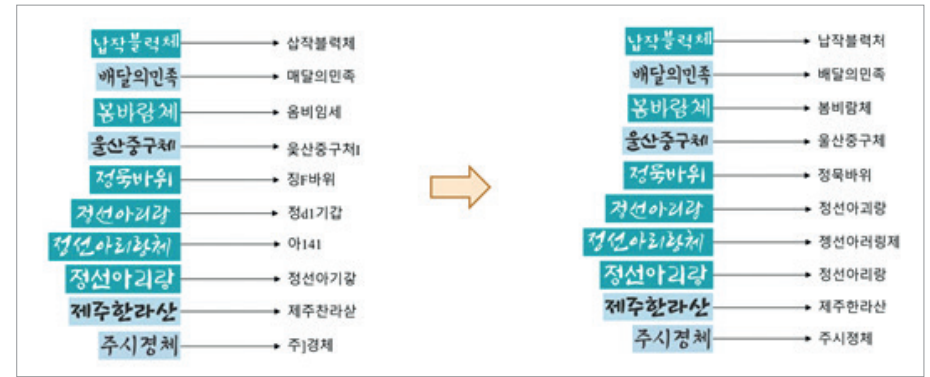 납작블럭체 삽작블력제
배달의민족 매달의민족
봄바람체 옴비임세
울산중구체 웆산중구처I
정묵바위 징F바위
정선아리랑 정d1기갑
정선아리랑체 아141
정선아리랑 정선아기갛
제주한라산 제주찬라삳
주시경체 주]경체
납작블럭체 납작블럭처
배달의민족 배달의민족
봄바람체 봄비람체
울산중구체 울산중구체
정묵바위 정묵바위
정선아리랑 정선아괴랑
정선아리랑체 젱선아러링제
정선아리랑 정선아리랑
제주한라산 제주한라산
주시경체 주시졍체